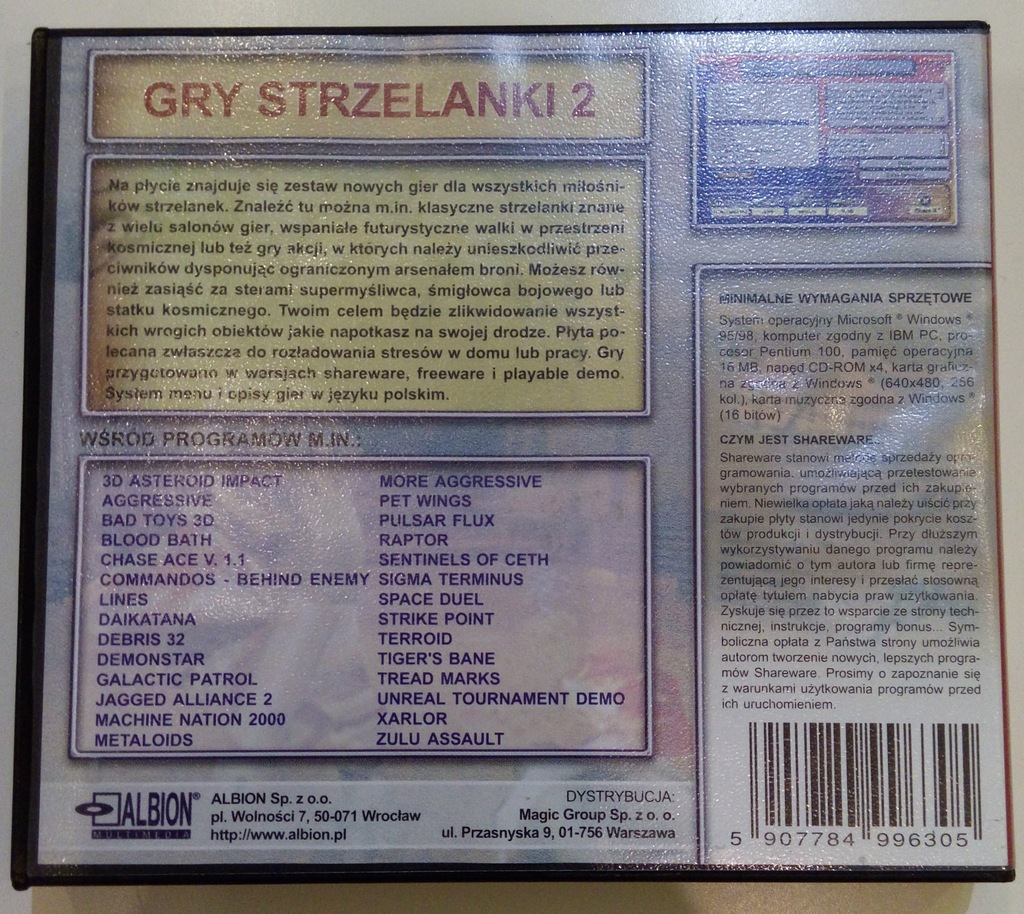 GRY STRZELANKI 2
Na płycie znajduje się zestaw nowych gier dla wszystkich miłośni-
ków strzelanek. Znaleźć tu można m.in. klasyczne strzelanki znane
z wielu salonów gier, wspaniałe futurystyczne walki w przestrzeni
kosmicznej lub też gry akcji, w których należy unieszkodliwić prze-
ciwników dysponując ograniczonym arsenałem broni. Możesz rów-
nież zasiąść za sterami supermyśliwca, śmigłowca bojowego lub
statku kosmicznego. Twoim celem będzie zlikwidowanie wszyst-
kich wrogich obiektów jakie napotkasz na swojej drodze. Płyta po-
lecana zwłaszcza do rozładowania stresów w domu lub pracy. Gry
przygotowano w wersjach shareware, freeware i playable demo.
System menu i opisy gier w języku polskim.
WŚRÓD PROGRAMÓW M.IN.:
3D ASTEROID IMPACT
AGGRESSIVE
BAD TOYS 3D
BLOOD BATH
CHASE ACE V. 1.1
COMMANDOS - BEHIND ENEMY
LINES
DAIKATANA
DEBRIS 32
DEMONSTAR
GALACTIC PATROL
JAGGED ALLIANCE 2
MACHINE NATION 2000
METALOIDS
MORE AGGRESSIVE
PET WINGS
PULSAR FLUX
RAPTOR
SENTINELS OF CETH
SIGMA TERMINUS
SPACE DUEL
STRIKE POINT
TERROID
TIGER'S BANE
TREAD MARKS
UNREAL TOURNAMENT DEMO
XARLOR
ZULU ASSAULT
ALBION®
MULTIMEDIA
ALBION Sp. z o.o.
pl. Wolności 7, 50-071 Wrocław
http://www.albion.pl
DYSTRYBUCJA:
Magic Group Sp. z o. o.
ul. Przasnyska 9, 01-756 Warszawa
MINIMALNE WYMAGANIA SPRZĘTOWE
System operacyjny Microsoft ® Windows ®
95/98, komputer zgodny z IBM PC, pro-
cesor Pentium 100, pamięć operacyjna
16 MB, napęd CD-ROM x4, karta graficz-
na zgodna z Windows ® (640x480, 256
kol.), karta muzyczna zgodna z Windows ®
(16 bitów)
CZYM JEST SHAREWARE...
Shareware stanowi metodę sprzedaży opro-
gramowania, umożliwiającą przetestowanie
wybranych programów przed ich zakupie-
niem. Niewielka opłata jaką należy uiścić przy
zakupie płyty stanowi jedynie pokrycie kosz-
tów produkcji i dystrybucji. Przy dłuższym
wykorzystywaniu danego programu należy
powiadomić o tym autora lub firmę repre-
zentującą jego interesy i przesłać stosowną
opłatę tytułem nabycia praw użytkowania.
Zyskuje się przez to wsparcie ze strony tech-
nicznej, instrukcje, programy bonus... Sym-
boliczna opłata z Państwa strony umożliwia
autorom tworzenie nowych, lepszych progra-
mów Shareware. Prosimy o zapoznanie się
z warunkami użytkowania programów przed
ich uruchomieniem.
5 907784 996305